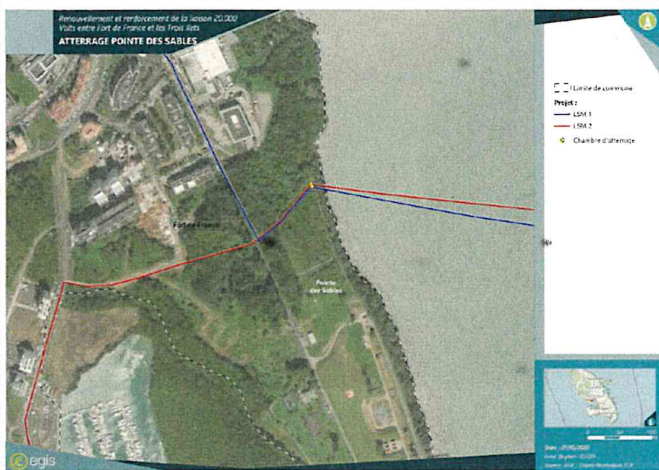 Renouvellement et renforcement de la liaison 20.000
Volts entre Fort de France et les Trois Ilets
ATTERRAGE POINTE DES SABLES
Limite de commune
Projet :
LSM 1
LSM 2
Chambre d'atterrage
Fort-de-France
Pointe
des Sables
egis